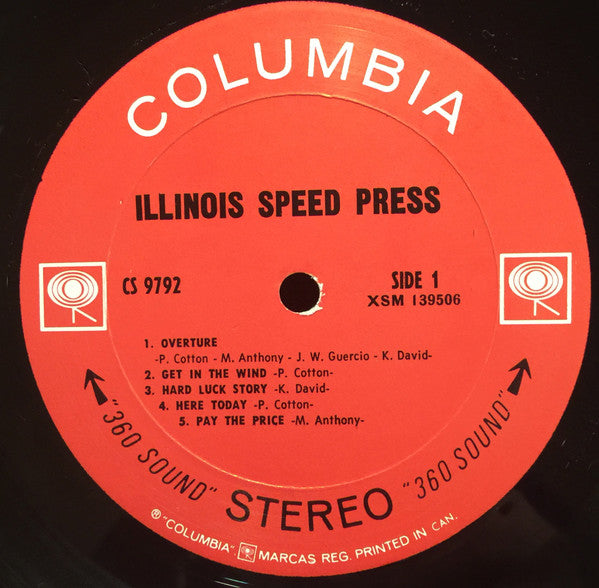 COLUMBIA
ILLINOIS SPEED PRESS
CS 9792
SIDE 1
XSM 139506
1. OVERTURE
-P. Cotton - M. Anthony - J. W. Guercio - K. David-
2. GET IN THE WIND -P. Cotton-
3. HARD LUCK STORY -K. David-
4. HERE TODAY -P. Cotton-
5. PAY THE PRICE -M. Anthony-
"360 SOUND" STEREO "360 SOUND"
® "COLUMBIA" MARCAS REG. PRINTED IN CAN.